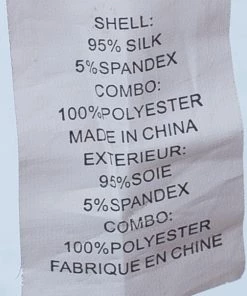 SHELL:
95% SILK
5%SPANDEX
COMBO:
100%POLYESTER
MADE IN CHINA
EXTERIEUR:
95%SOIE
5%SPANDEX
COMBO:
100%POLYESTER
FABRIQUE EN CHINE